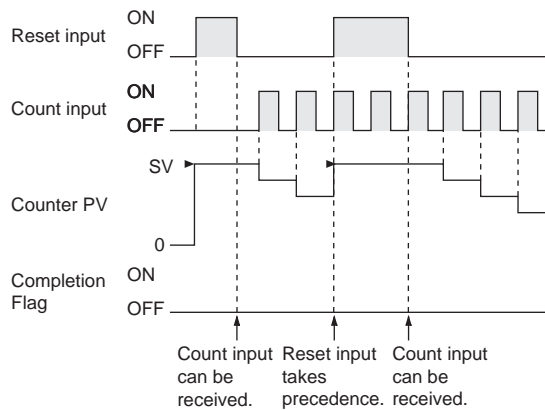 ON
Reset input
OFF
ON
Count input
OFF
SV
Counter PV
0
ON
Completion
Flag
OFF
Count input
can be
received.
Reset input
takes
precedence.
Count input
can be
received.